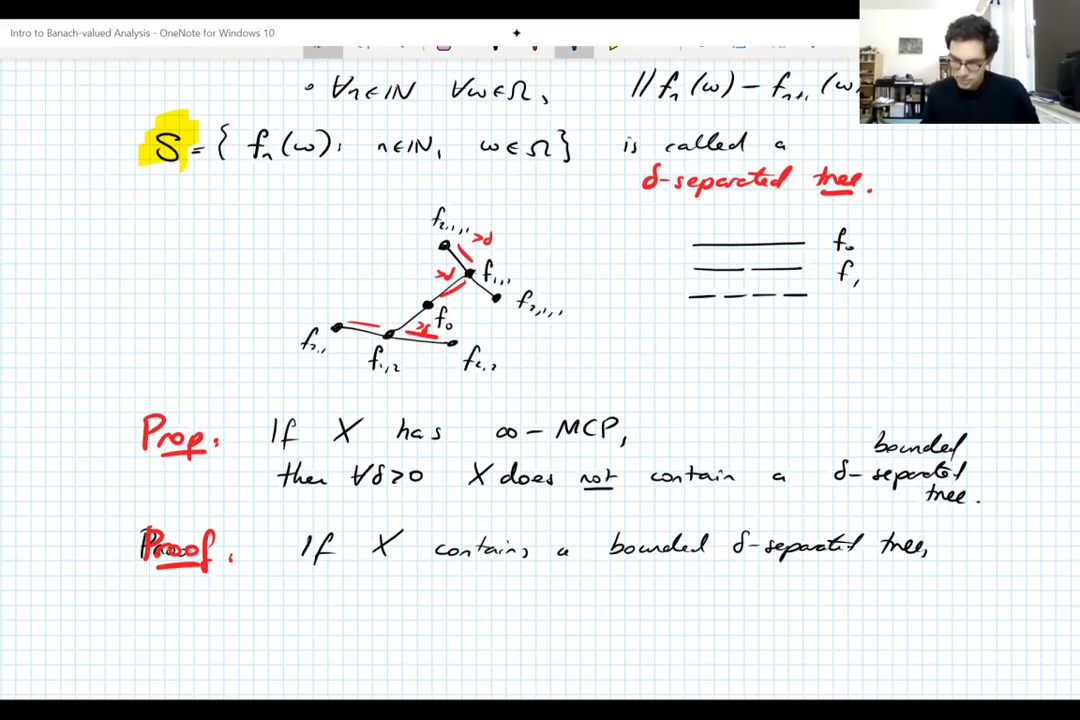 Intro to Banach-valued Analysis - OneNote for Windows 10
• ∀n∈ℕ ∀ω∈Ω, ||fₙ(ω) - fₙ₊₁(ω)
S = { fₙ(ω): n∈ℕ, ω∈Ω} is called a
δ-separated tree.
f₂,₁,₁
>δ
f₁,₁
>δ
f₂,₁,₁
f₀
>δ
f₂,₁
f₁,₂
f₂,₂
f₀
f₁
Prop. If X has ∞-MCP,
then ∀δ>0 X does not contain a bounded δ-separated tree.
Proof. If X contains a bounded δ-separated tree,